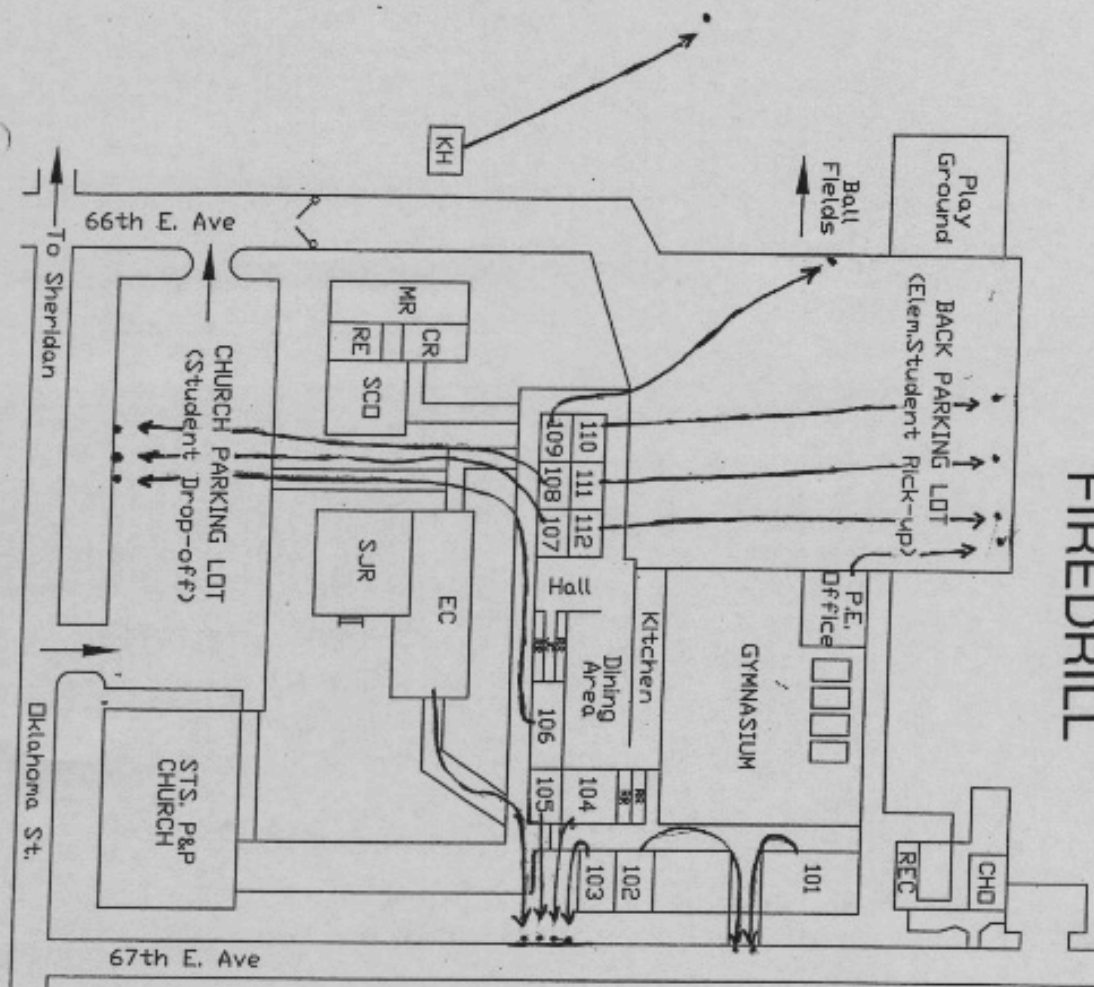 FIREDRILL
KH
Play
Ground
Ball
Fields
BACK PARKING LOT
(Elem.Student Rick-up)
66th E. Ave
To Sheridan
MR
CR
RE
SCO
CHURCH PARKING LOT
(Student Drop-off)
110
111
112
109
108
107
SJR
EC
Hall
Kitchen
Dining
Area
P.E.
Office
GYMNASIUM
106
105
104
103
102
101
REC
CHO
STS. P&P
CHURCH
Oklahoma St.
67th E. Ave